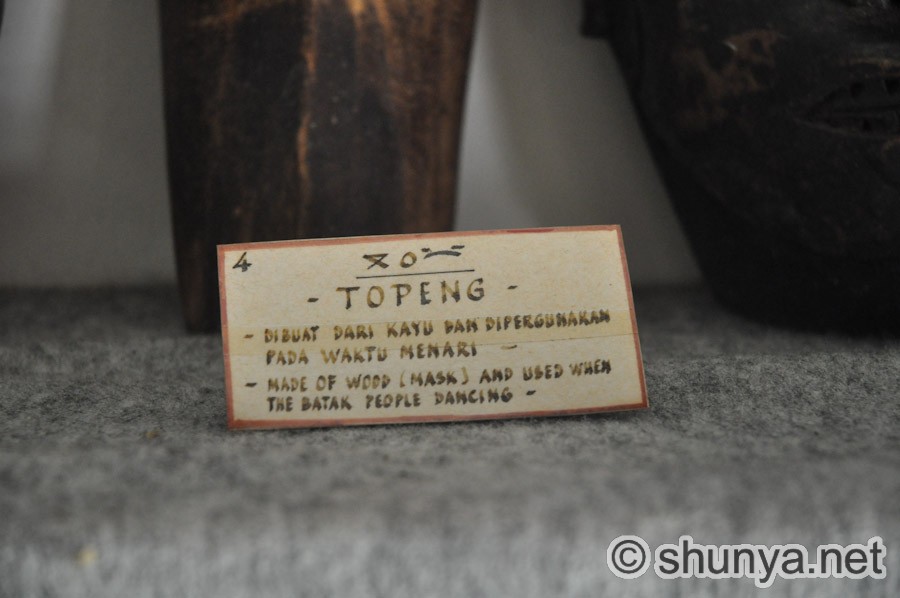 4
- TOPENG -
- DIBUAT DARI KAYU DAN DIPERGUNAKAN
PADA WAKTU MENARI -
- MADE OF WOOD (MASK) AND USED WHEN
THE BATAK PEOPLE DANCING -
© shunya.net